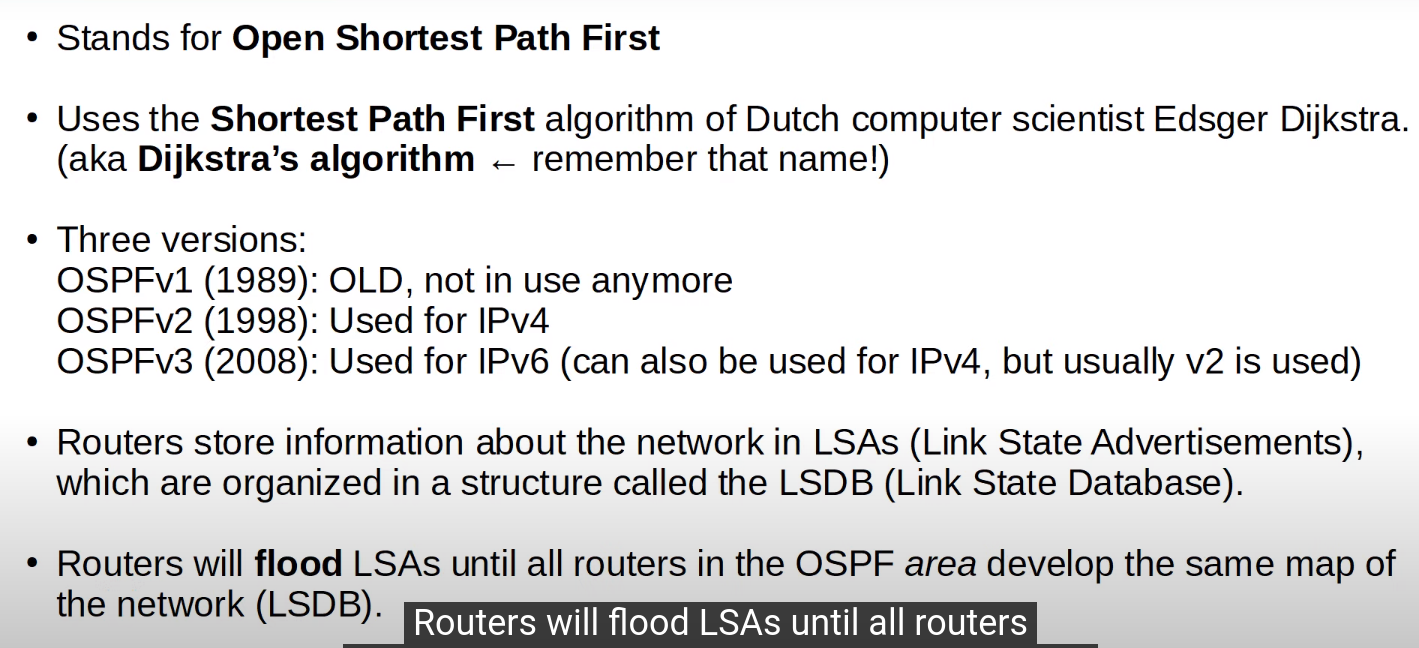 • Stands for Open Shortest Path First
• Uses the Shortest Path First algorithm of Dutch computer scientist Edsger Dijkstra.
(aka Dijkstra’s algorithm ← remember that name!)
• Three versions:
OSPFv1 (1989): OLD, not in use anymore
OSPFv2 (1998): Used for IPv4
OSPFv3 (2008): Used for IPv6 (can also be used for IPv4, but usually v2 is used)
• Routers store information about the network in LSAs (Link State Advertisements),
which are organized in a structure called the LSDB (Link State Database).
• Routers will flood LSAs until all routers in the OSPF area develop the same map of
the network (LSDB).
Routers will flood LSAs until all routers